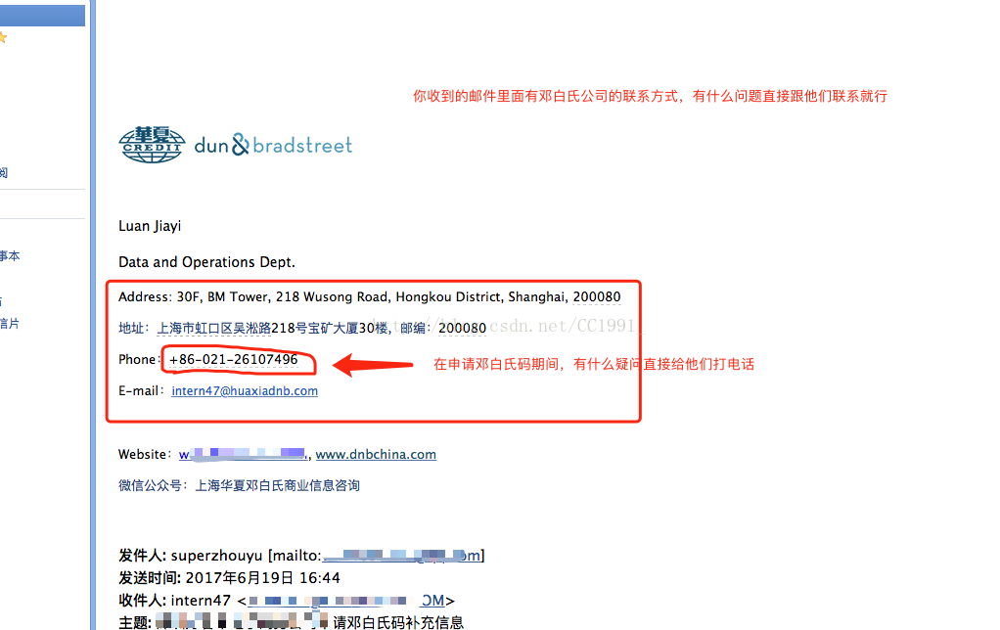 你收到的邮件里面有邓白氏公司的联系方式，有什么问题直接跟他们联系就行
華夏
CREDIT
dun & bradstreet
阅
Luan Jiayi
事本
Data and Operations Dept.
Address: 30F, BM Tower, 218 Wusong Road, Hongkou District, Shanghai, 200080
信片
地址：上海市虹口区吴淞路218号宝矿大厦30楼, 邮编：200080
csdn.net/CC1991
Phone：+86-021-26107496
在申请邓白氏码期间，有什么疑问直接给他们打电话
E-mail：intern47@huaxiadnb.com
Website：w, www.dnbchina.com
微信公众号：上海华夏邓白氏商业信息咨询
发件人: superzhouyu [mailto: om]
发送时间: 2017年6月19日 16:44
收件人: intern47 < OM>
主题: 请邓白氏码补充信息